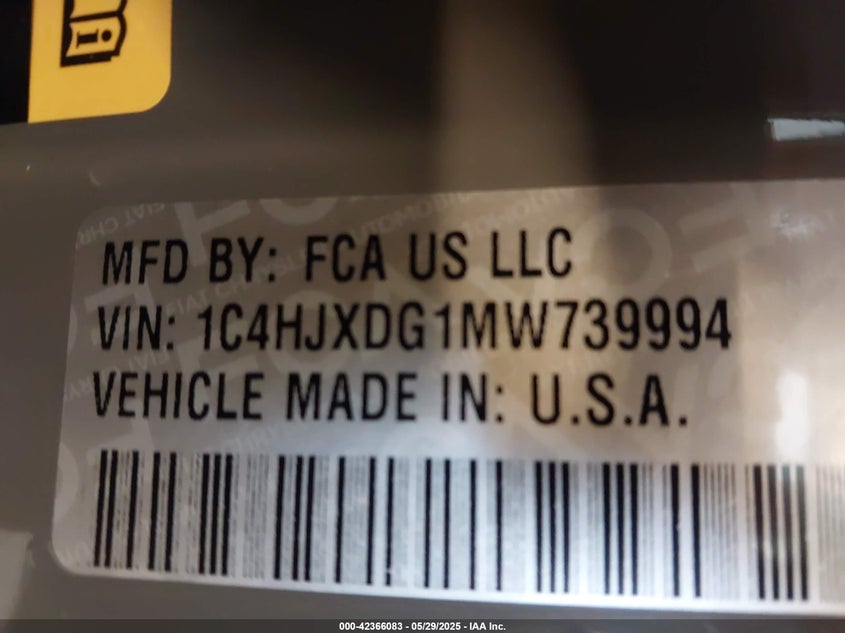 MFD BY: FCA US LLC
VIN: 1C4HJXDG1MW739994
VEHICLE MADE IN: U.S.A.
000-42366083 - 05/29/2025 - IAA Inc.